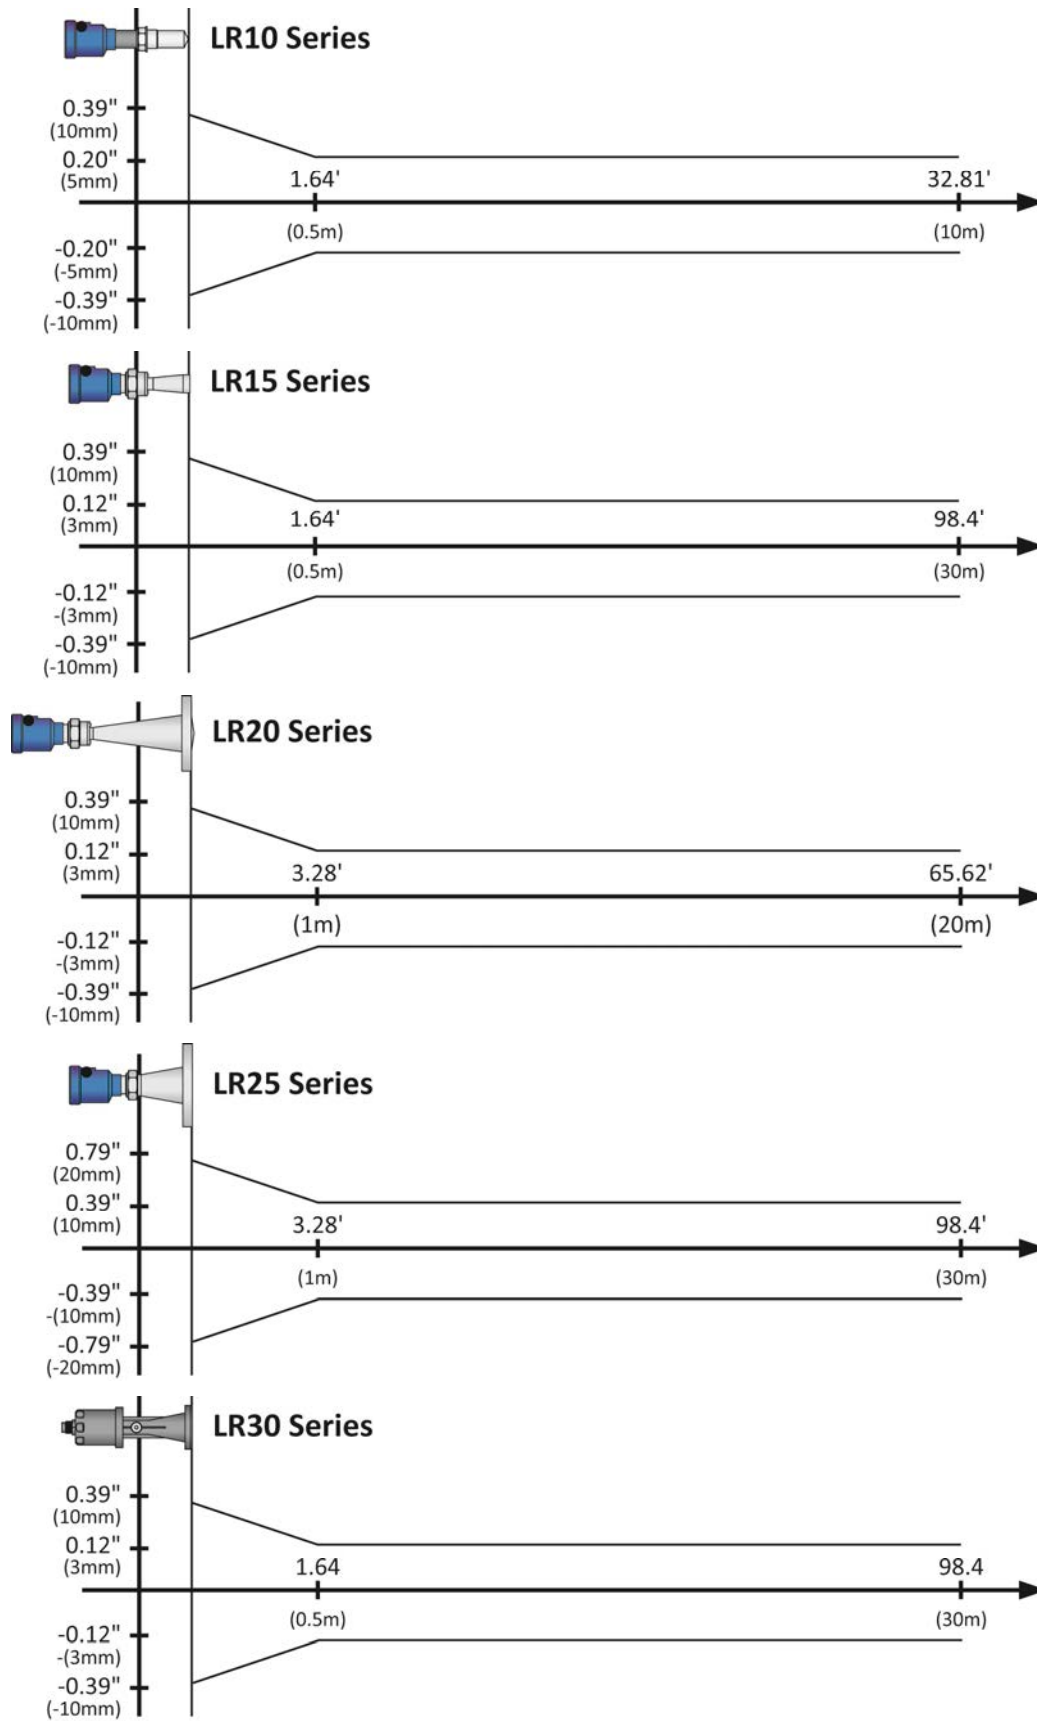 LR10 Series
0.39"
(10mm)
0.20"
(5mm)
1.64'
32.81'
(0.5m)
(10m)
-0.20"
(-5mm)
-0.39"
(-10mm)
LR15 Series
0.39"
(10mm)
0.12"
(3mm)
1.64'
98.4'
(0.5m)
(30m)
-0.12"
-(3mm)
-0.39"
(-10mm)
LR20 Series
0.39"
(10mm)
0.12"
(3mm)
3.28'
65.62'
(1m)
(20m)
-0.12"
-(3mm)
-0.39"
(-10mm)
LR25 Series
0.79"
(20mm)
0.39"
(10mm)
3.28'
98.4'
(1m)
(30m)
-0.39"
-(10mm)
-0.79"
(-20mm)
LR30 Series
0.39"
(10mm)
0.12"
(3mm)
1.64
98.4
(0.5m)
(30m)
-0.12"
-(3mm)
-0.39"
(-10mm)